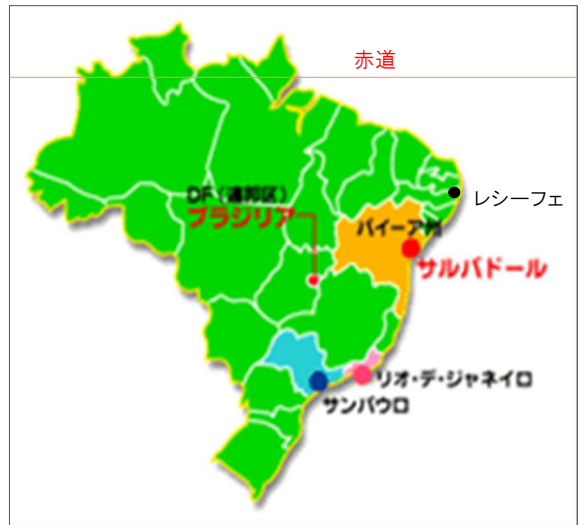 赤道
DF(連邦区)
ブラジリア
レシーフェ
バイーア州
サルバドール
リオ・デ・ジャネイロ
サンパウロ